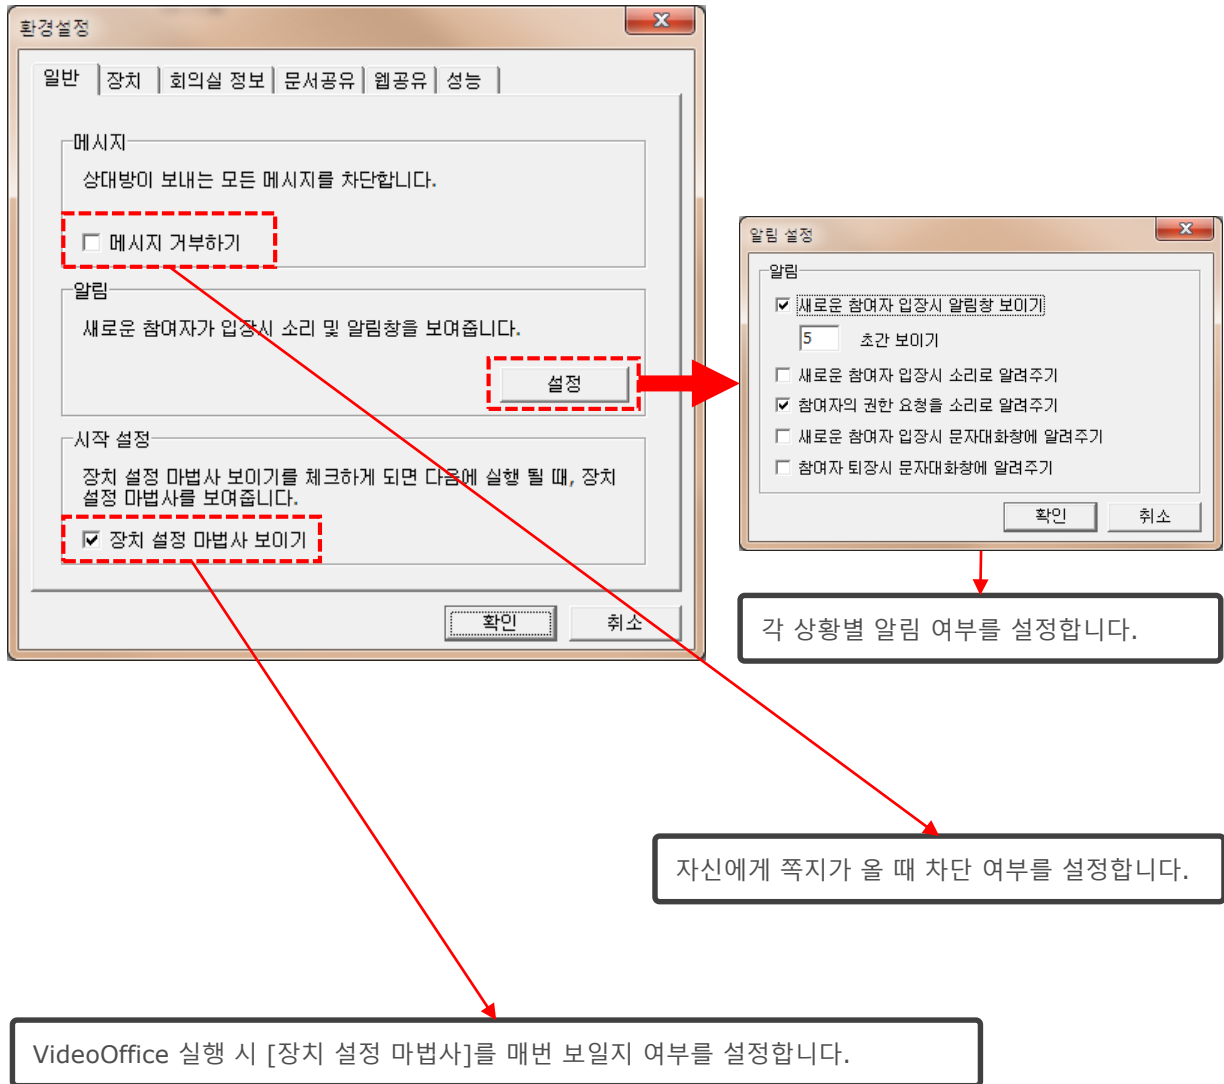 환경설정
일반 장치 회의실 정보 문서공유 웹공유 성능
메시지
상대방이 보내는 모든 메시지를 차단합니다.
메시지 거부하기
알림
새로운 참여자가 입장시 소리 및 알림창을 보여줍니다.
설정
시작 설정
장치 설정 마법사 보이기를 체크하게 되면 다음에 실행 될 때, 장치
설정 마법사를 보여줍니다.
장치 설정 마법사 보이기
확인 취소
알림 설정
알림
새로운 참여자 입장시 알림창 보이기
5 초간 보이기
새로운 참여자 입장시 소리로 알려주기
참여자의 권한 요청을 소리로 알려주기
새로운 참여자 입장시 문자대화창에 알려주기
참여자 퇴장시 문자대화창에 알려주기
확인 취소
각 상황별 알림 여부를 설정합니다.
자신에게 쪽지가 올 때 차단 여부를 설정합니다.
VideoOffice 실행 시 [장치 설정 마법사]를 매번 보일지 여부를 설정합니다.